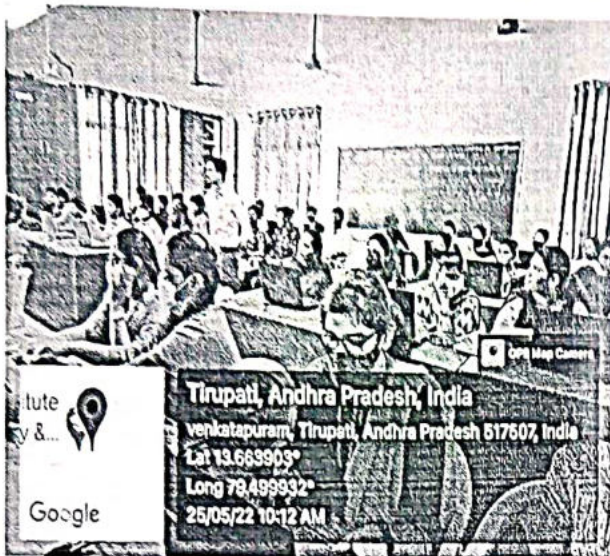 GPS Map Camera
Tirupati, Andhra Pradesh, India
venkatapuram, Tirupati, Andhra Pradesh 517507, India
Lat 13.663903°
Long 79.499932°
25/05/22 10:12 AM
tute
y &...
Google